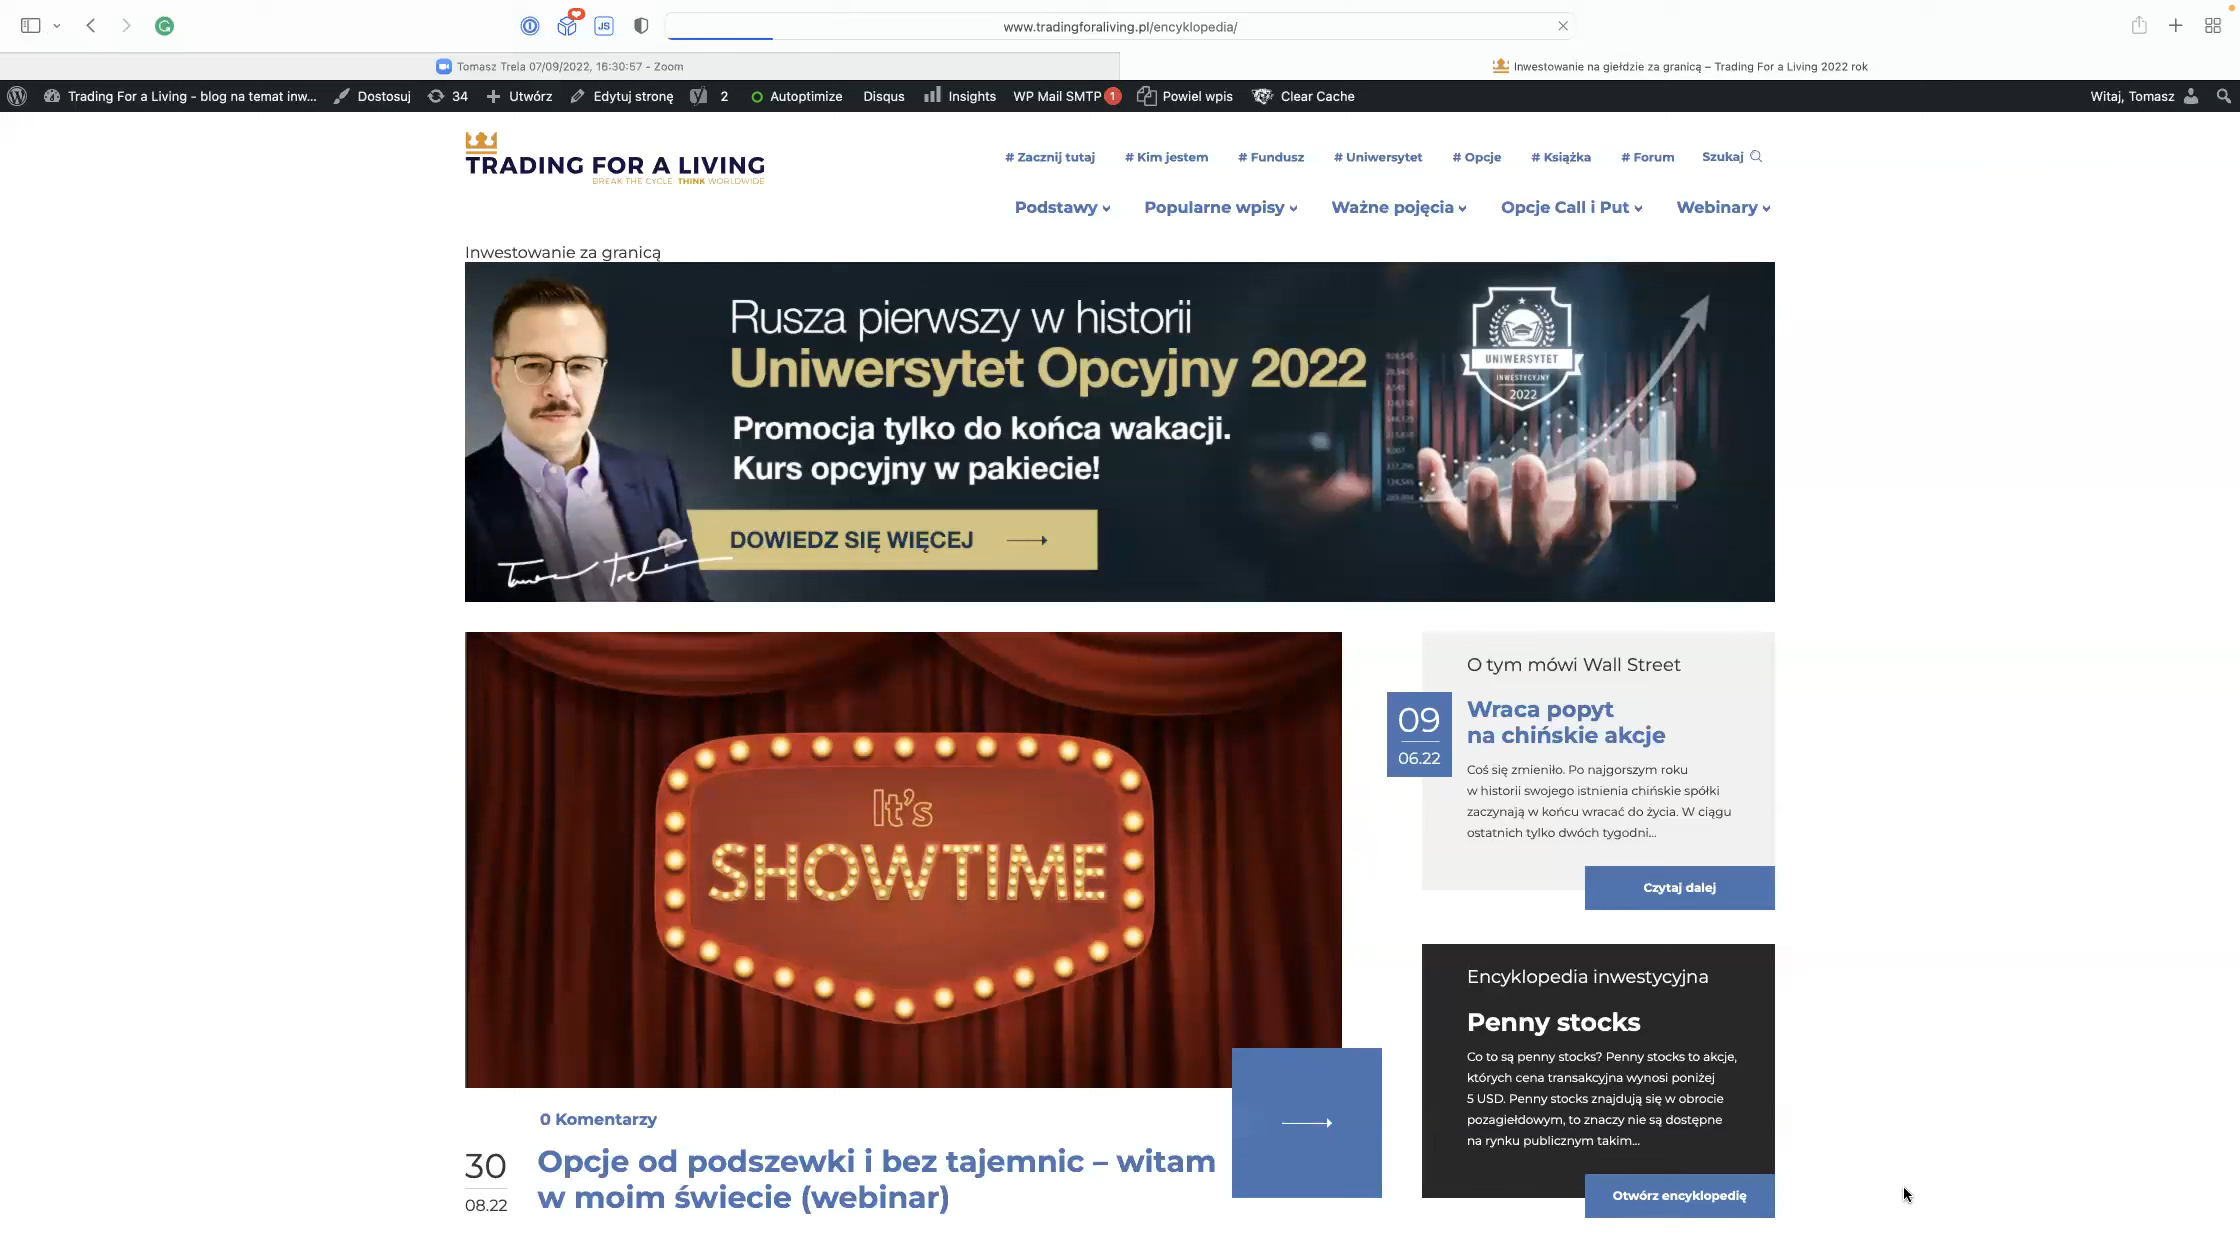 www.tradingforaliving.pl/encyklopedia/
Tomasz Trela 07/09/2022, 16:30:57 - Zoom
Inwestowanie na giełdzie za granicą – Trading For a Living 2022 rok
Trading For a Living - blog na temat inw... Dostosuj 34 Utwórz Edytuj stronę 2 Autoptimize Disqus Insights WP Mail SMTP 1 Powiel wpis Clear Cache Witaj, Tomasz
TRADING FOR A LIVING
BREAK THE CYCLE THINK WORLDWIDE
# Zacznij tutaj # Kim jestem # Fundusz # Uniwersytet # Opcje # Książka # Forum Szukaj
Podstawy Popularne wpisy Ważne pojęcia Opcje Call i Put Webinary
Inwestowanie za granicą
Rusza pierwszy w historii
Uniwersytet Opcyjny 2022
Promocja tylko do końca wakacji.
Kurs opcyjny w pakiecie!
DOWIEDZ SIĘ WIĘCEJ
Tomasz Trela
UNIWERSYTET
INWESTYCYJNY
2022
It's
SHOWTIME
0 Komentarzy
30
08.22
Opcje od podszewki i bez tajemnic – witam
w moim świecie (webinar)
O tym mówi Wall Street
09
06.22
Wraca popyt
na chińskie akcje
Coś się zmieniło. Po najgorszym roku
w historii swojego istnienia chińskie spółki
zaczynają w końcu wracać do życia. W ciągu
ostatnich tylko dwóch tygodni...
Czytaj dalej
Encyklopedia inwestycyjna
Penny stocks
Co to są penny stocks? Penny stocks to akcje,
których cena transakcyjna wynosi poniżej
5 USD. Penny stocks znajdują się w obrocie
pozagiełdowym, to znaczy nie są dostępne
na rynku publicznym takim...
Otwórz encyklopedię